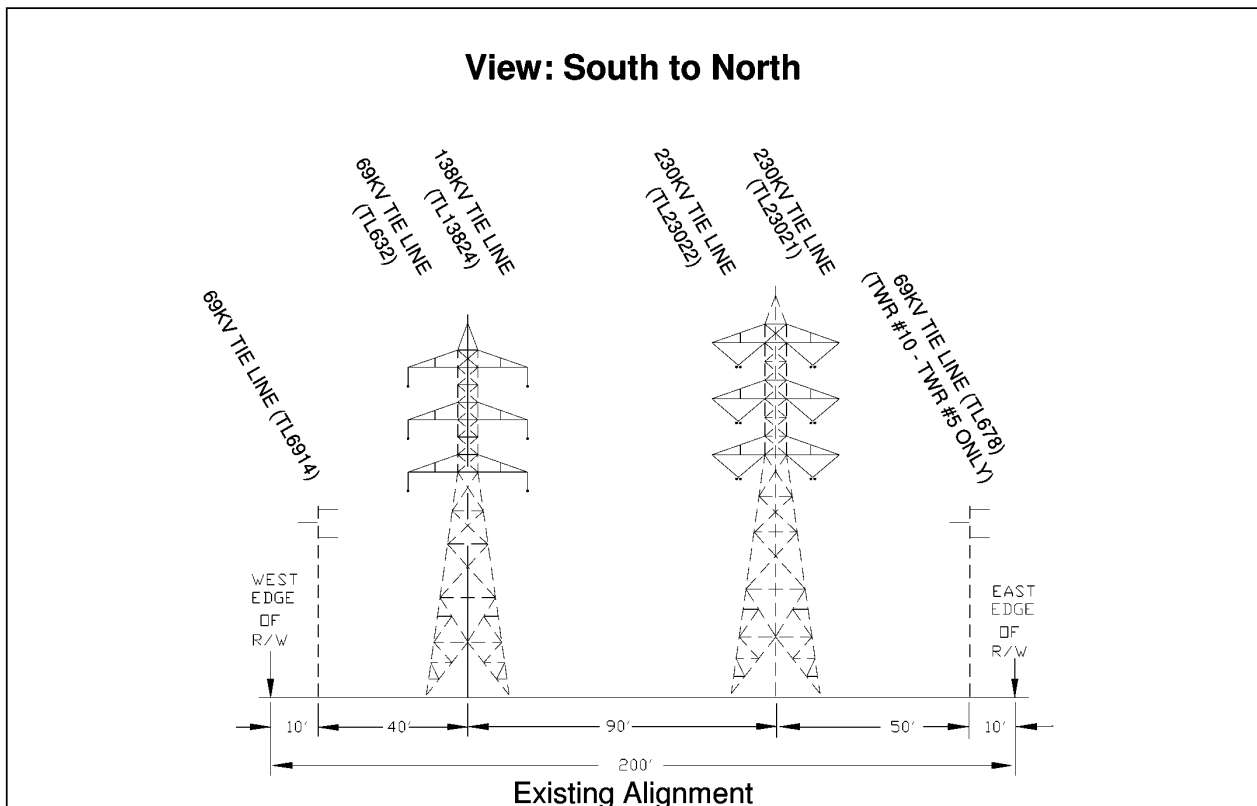 View: South to North
69KV TIE LINE (TL6914)
69KV TIE LINE
(TL632)
138KV TIE LINE
(TL13824)
230KV TIE LINE
(TL23022)
230KV TIE LINE
(TL23021)
69KV TIE LINE (TL678)
(TWR #10 - TWR #5 ONLY)
WEST
EDGE
OF
R/W
EAST
EDGE
OF
R/W
10' 40' 90' 50' 10'
200'
Existing Alignment